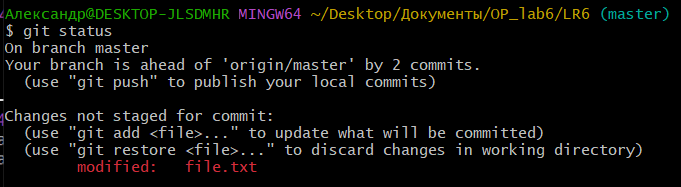 Александр@DESKTOP-JLSDMHR MINGW64 ~/Desktop/Документы/OP_lab6/LR6 (master)
$ git status
On branch master
Your branch is ahead of 'origin/master' by 2 commits.
  (use "git push" to publish your local commits)

Changes not staged for commit:
  (use "git add <file>..." to update what will be committed)
  (use "git restore <file>..." to discard changes in working directory)
        modified:   file.txt